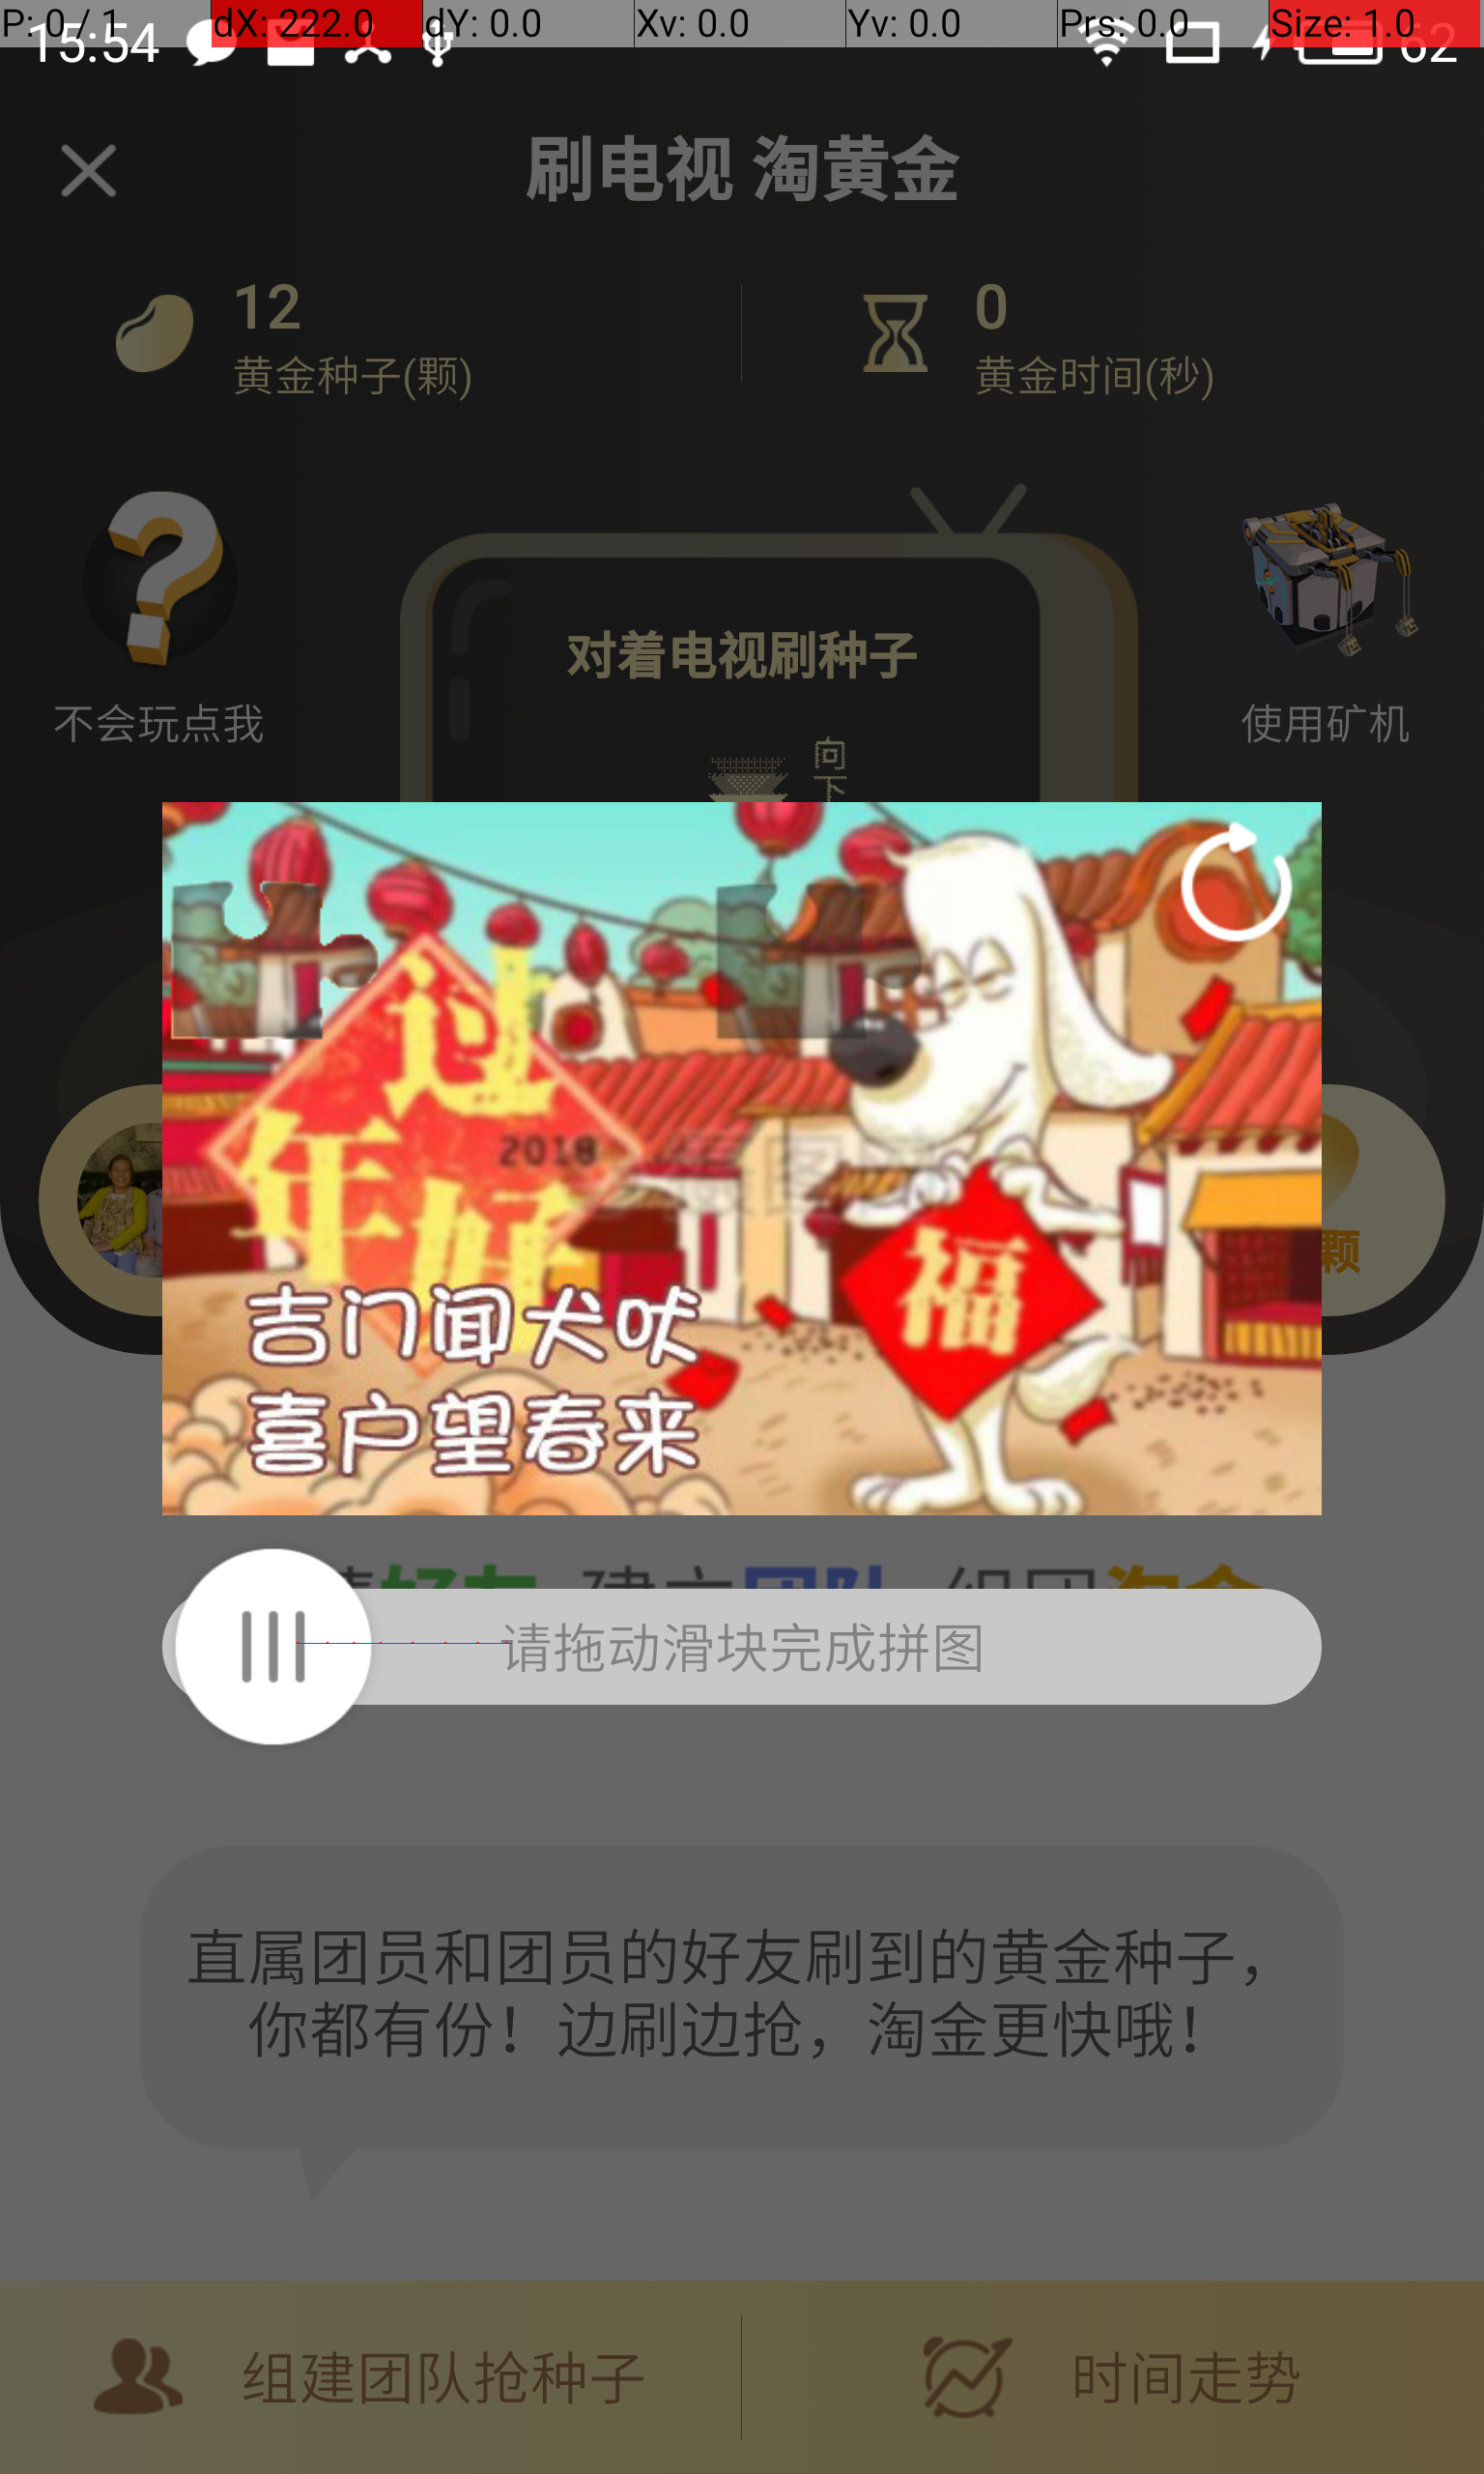 P: 0 / 1
dX: 222.0
dY: 0.0
Xv: 0.0
Yv: 0.0
Prs: 0.0
Size: 1.0
15:54
62
刷电视 淘黄金
12
黄金种子(颗)
0
黄金时间(秒)
对着电视刷种子
不会玩点我
使用矿机
向下
过
年好
2018
福
颗
吉门闻犬吠
喜户望春来
请拖动滑块完成拼图
直属团员和团员的好友刷到的黄金种子，
你都有份！边刷边抢，淘金更快哦！
组建团队抢种子
时间走势